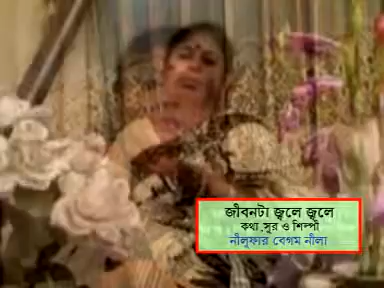 জীবনটা জ্বলে জ্বলে
কথা,সুর ও শিল্পী
নীলুফার বেগম নীলা